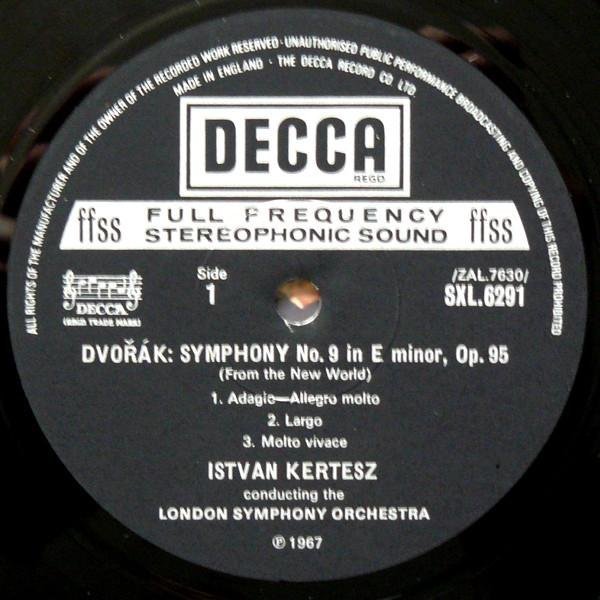 ALL RIGHTS OF THE MANUFACTURER AND OF THE OWNER OF THE RECORDED WORK RESERVED · UNAUTHORISED PUBLIC PERFORMANCE BROADCASTING AND COPYING OF THIS RECORD PROHIBITED
MADE IN ENGLAND · THE DECCA RECORD CO LTD
DECCA
REGD
ffss FULL FREQUENCY STEREOPHONIC SOUND ffss
DECCA
(REGD TRADE MARK)
Side
1
/ZAL.7630/
SXL.6291
DVOŘÁK: SYMPHONY No. 9 in E minor, Op. 95
(From the New World)
1. Adagio—Allegro molto
2. Largo
3. Molto vivace
ISTVAN KERTESZ
conducting the
LONDON SYMPHONY ORCHESTRA
℗ 1967